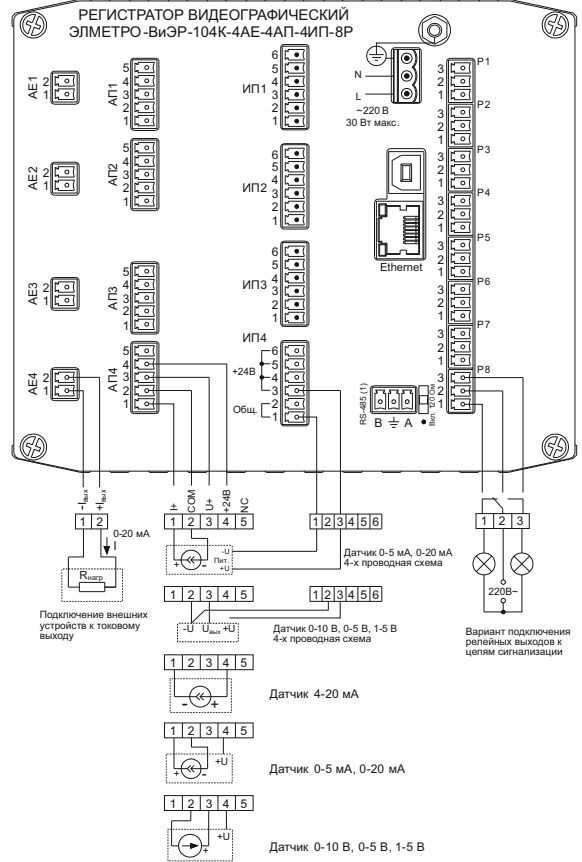 РЕГИСТРАТОР ВИДЕОГРАФИЧЕСКИЙ
ЭЛМЕТРО-ВиЭР-104К-4АЕ-4АП-4ИП-8Р
АЕ1
2
1
АП1
5
4
3
2
1
ИП1
6
5
4
3
2
1
N
L
~220 В
30 Вт макс.
P1
3
2
1
АЕ2
2
1
АП2
5
4
3
2
1
ИП2
6
5
4
3
2
1
P2
3
2
1
P3
3
2
1
Ethernet
P4
3
2
1
АЕ3
2
1
АП3
5
4
3
2
1
ИП3
6
5
4
3
2
1
P5
3
2
1
P6
3
2
1
P7
3
2
1
АЕ4
2
1
АП4
5
4
3
2
1
ИП4
+24В
Общ.
6
5
4
3
2
1
RS-485 (1)
B A
Вкл. 120 Ом
P8
3
2
1
-Iвых
+Iвых
1 2
0-20 мА
I
Rнагр
Подключение внешних
устройств к токовому
выходу
I+
COM
U+
+24В
NC
1 2 3 4 5
+ -
-U
Пит.
+U
1 2 3 4 5 6
Датчик 0-5 мА, 0-20 мА
4-х проводная схема
1 2 3 4 5
-U Uвых +U
1 2 3 4 5 6
Датчик 0-10 В, 0-5 В, 1-5 В
4-х проводная схема
1 2 3
220В~
Вариант подключения
релейных выходов к
цепям сигнализации
1 2 3 4 5
- +
Датчик 4-20 мА
1 2 3 4 5
+ -
+U
Датчик 0-5 мА, 0-20 мА
1 2 3 4 5
+
+U
Датчик 0-10 В, 0-5 В, 1-5 В